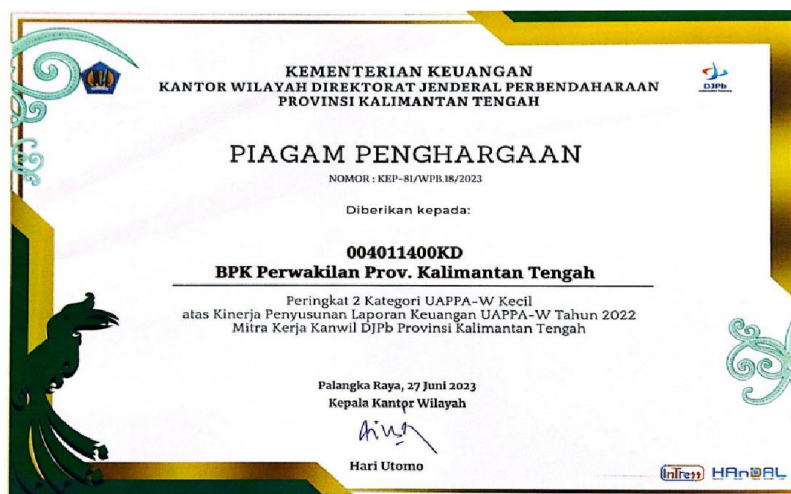 KEMENTERIAN KEUANGAN
KANTOR WILAYAH DIREKTORAT JENDERAL PERBENDAHARAAN
PROVINSI KALIMANTAN TENGAH
DJPb
PIAGAM PENGHARGAAN
NOMOR : KEP-81/WPB.18/2023
Diberikan kepada:
004011400KD
BPK Perwakilan Prov. Kalimantan Tengah
Peringkat 2 Kategori UAPPA-W Kecil
atas Kinerja Penyusunan Laporan Keuangan UAPPA-W Tahun 2022
Mitra Kerja Kanwil DJPb Provinsi Kalimantan Tengah
Palangka Raya, 27 Juni 2023
Kepala Kantor Wilayah
Hari Utomo
InTress HAnDAL